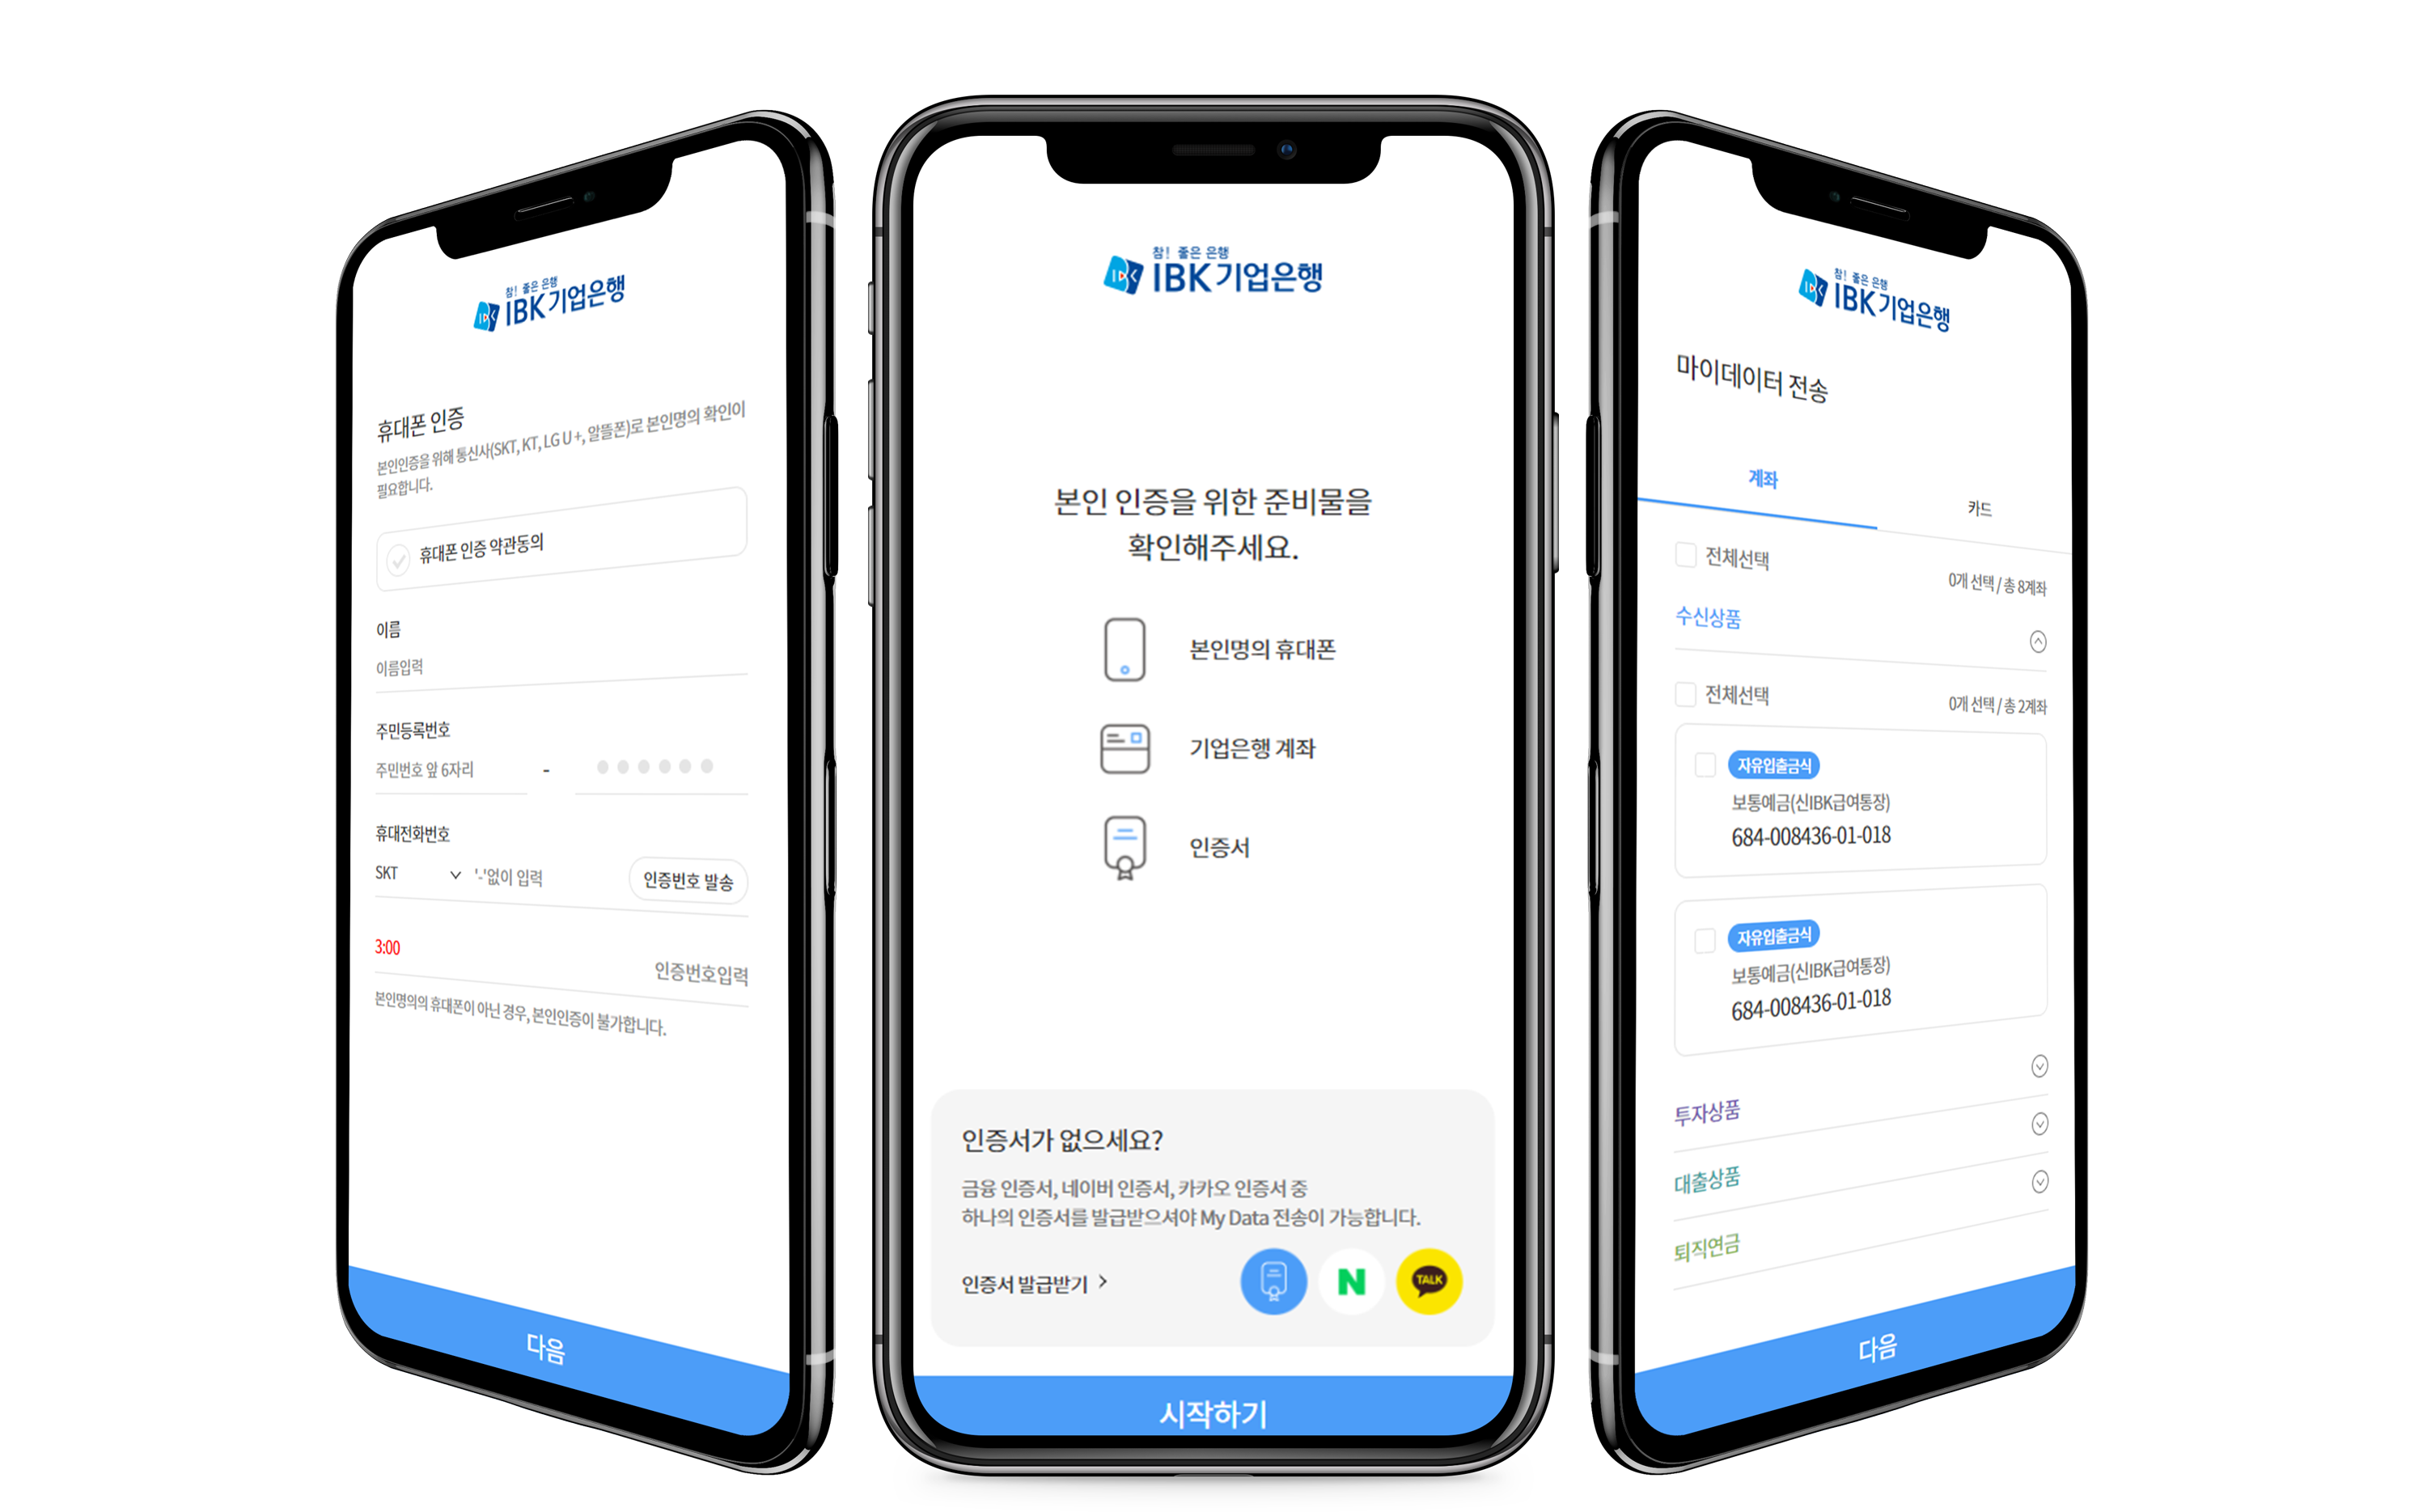 참! 좋은 은행
IBK 기업은행
휴대폰 인증
본인인증을 위해 통신사(SKT, KT, LG U+, 알뜰폰)로 본인명의 확인이
필요합니다.
휴대폰 인증 약관동의
이름
이름입력
주민등록번호
주민번호 앞 6자리 - ●●●●●●
휴대전화번호
SKT '-'없이 입력 인증번호 발송
3:00 인증번호입력
본인명의의 휴대폰이 아닌 경우, 본인인증이 불가합니다.
다음
참! 좋은 은행
IBK 기업은행
본인 인증을 위한 준비물을
확인해주세요.
본인명의 휴대폰
기업은행 계좌
인증서
인증서가 없으세요?
금융 인증서, 네이버 인증서, 카카오 인증서 중
하나의 인증서를 발급받으셔야 My Data 전송이 가능합니다.
인증서 발급받기 >
N
TALK
시작하기
참! 좋은 은행
IBK 기업은행
마이데이터 전송
계좌 카드
전체선택 0개 선택 / 총 8계좌
수신상품
전체선택 0개 선택 / 총 2계좌
자유입출금식
보통예금(신IBK급여통장)
684-008436-01-018
자유입출금식
보통예금(신IBK급여통장)
684-008436-01-018
투자상품
대출상품
퇴직연금
다음